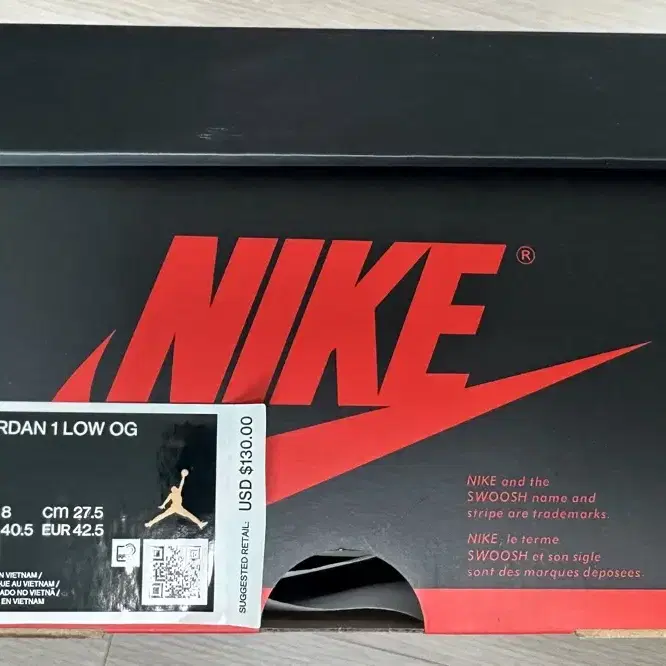 NIKE®
RDAN 1 LOW OG
8 cm 27.5
40.5 EUR 42.5
N VIETNAM /
UE AU VIETNAM /
ADO NO VIETNÃ /
EN VIETNAM
SUGGESTED RETAIL: USD $130.00
NIKE and the
SWOOSH name and
stripe are trademarks.
NIKE, le terme
SWOOSH et son sigle
sont des marques déposées.